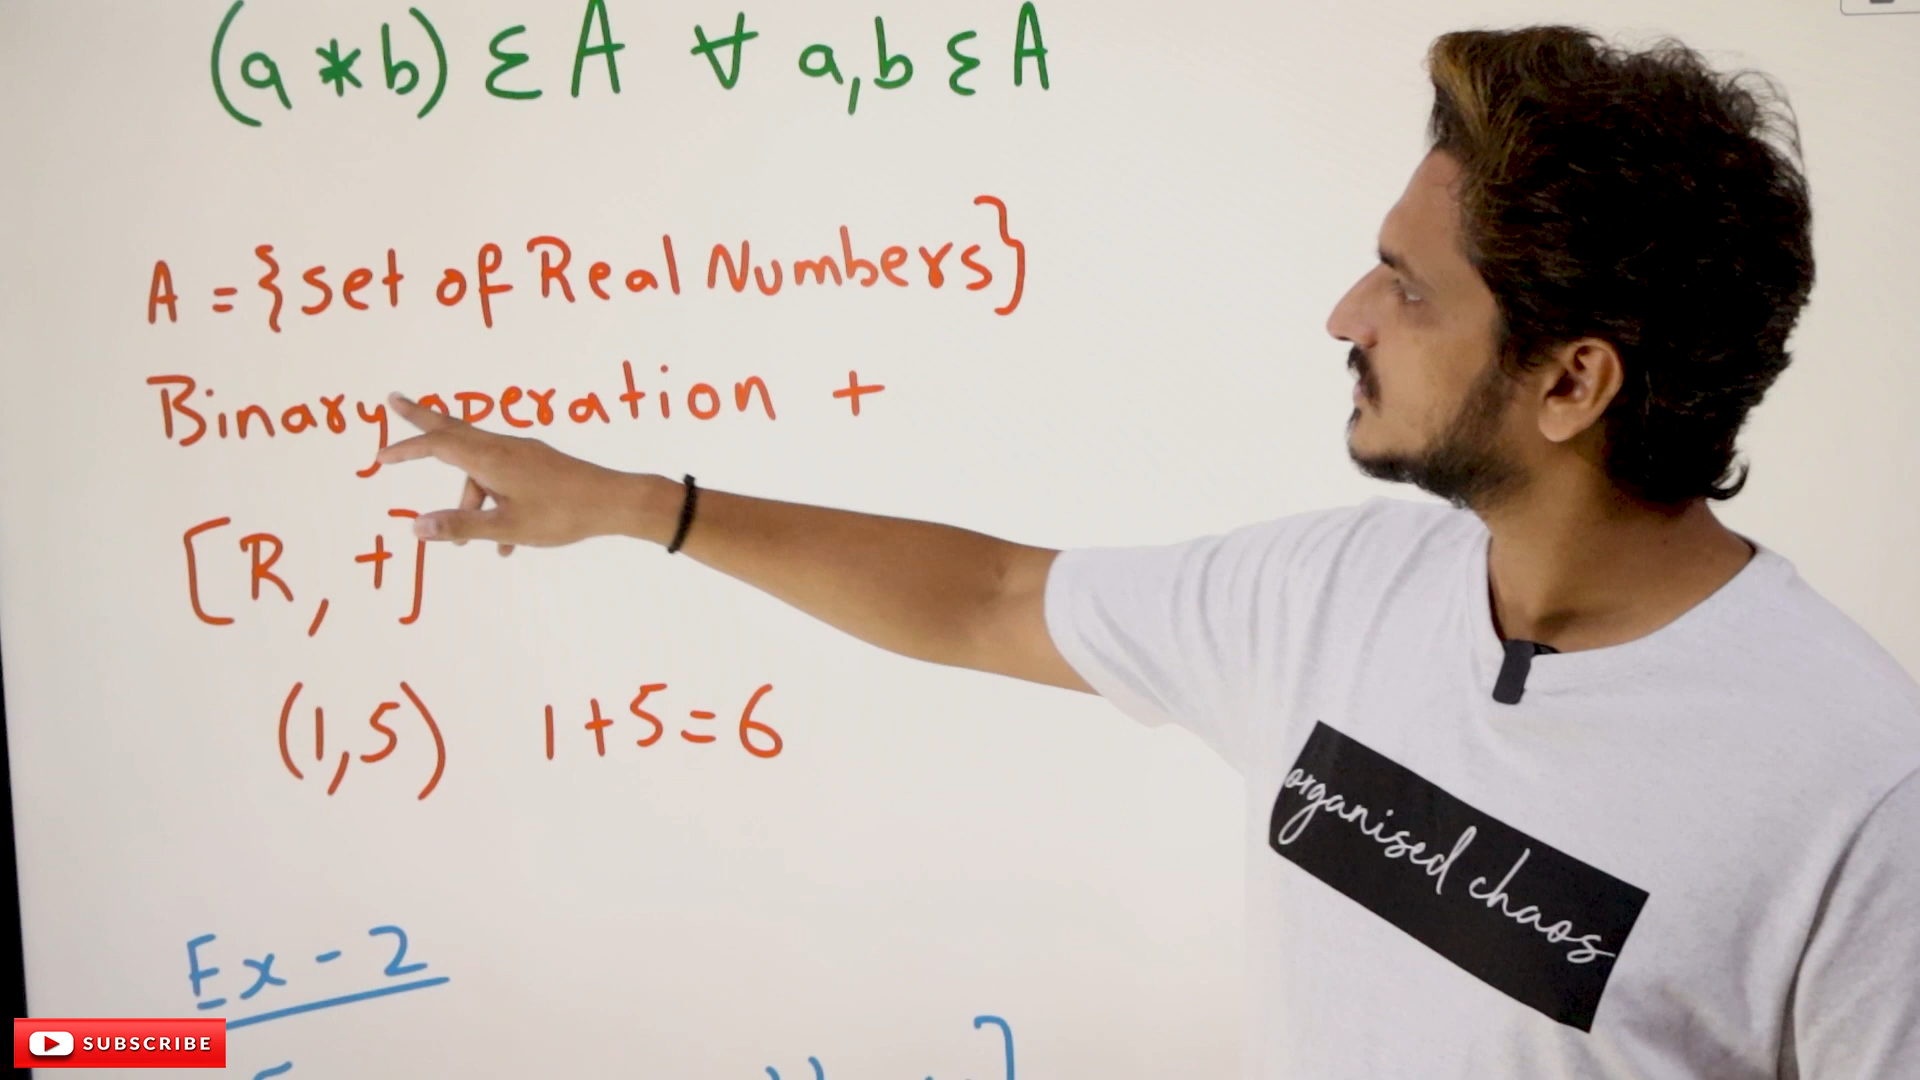 (a * b) ∈ A ∀ a,b ∈ A
A = {set of Real Numbers}
Binary operation +
[R, +]
(1,5) 1+5=6
Ex-2
organised chaos
SUBSCRIBE